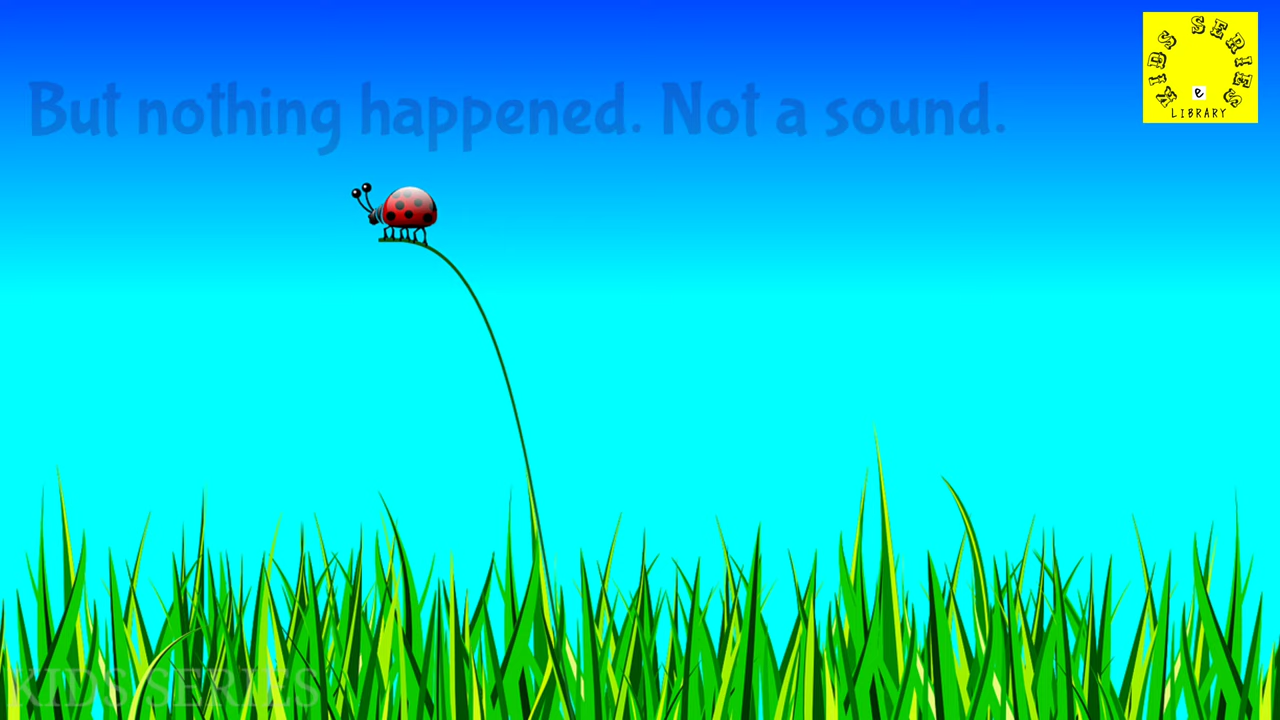 But nothing happened. Not a sound.
KIDS SERIES
e
LIBRARY
KIDS SERIES